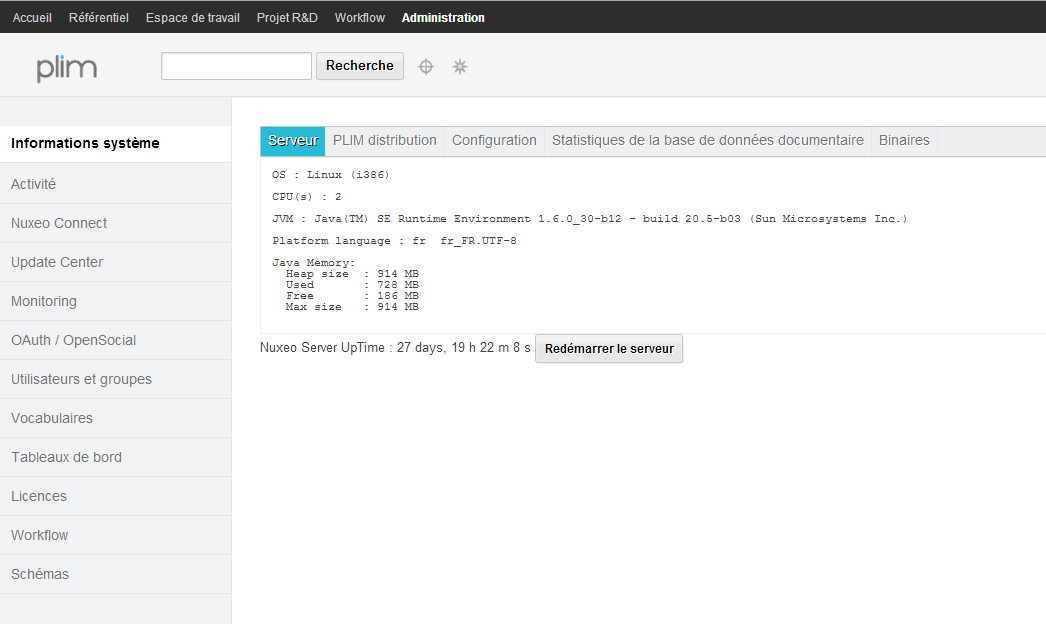 Accueil Référentiel Espace de travail Projet R&D Workflow Administration
plim Recherche
Informations système
Activité
Nuxeo Connect
Update Center
Monitoring
OAuth / OpenSocial
Utilisateurs et groupes
Vocabulaires
Tableaux de bord
Licences
Workflow
Schémas
Serveur PLIM distribution Configuration Statistiques de la base de données documentaire Binaires
OS : Linux (i386)
CPU(s) : 2
JVM : Java(TM) SE Runtime Environment 1.6.0_30-b12 - build 20.5-b03 (Sun Microsystems Inc.)
Platform language : fr  fr_FR.UTF-8
Java Memory:
Heap size : 914 MB
Used : 728 MB
Free : 186 MB
Max size : 914 MB
Nuxeo Server UpTime : 27 days, 19 h 22 m 8 s Redémarrer le serveur